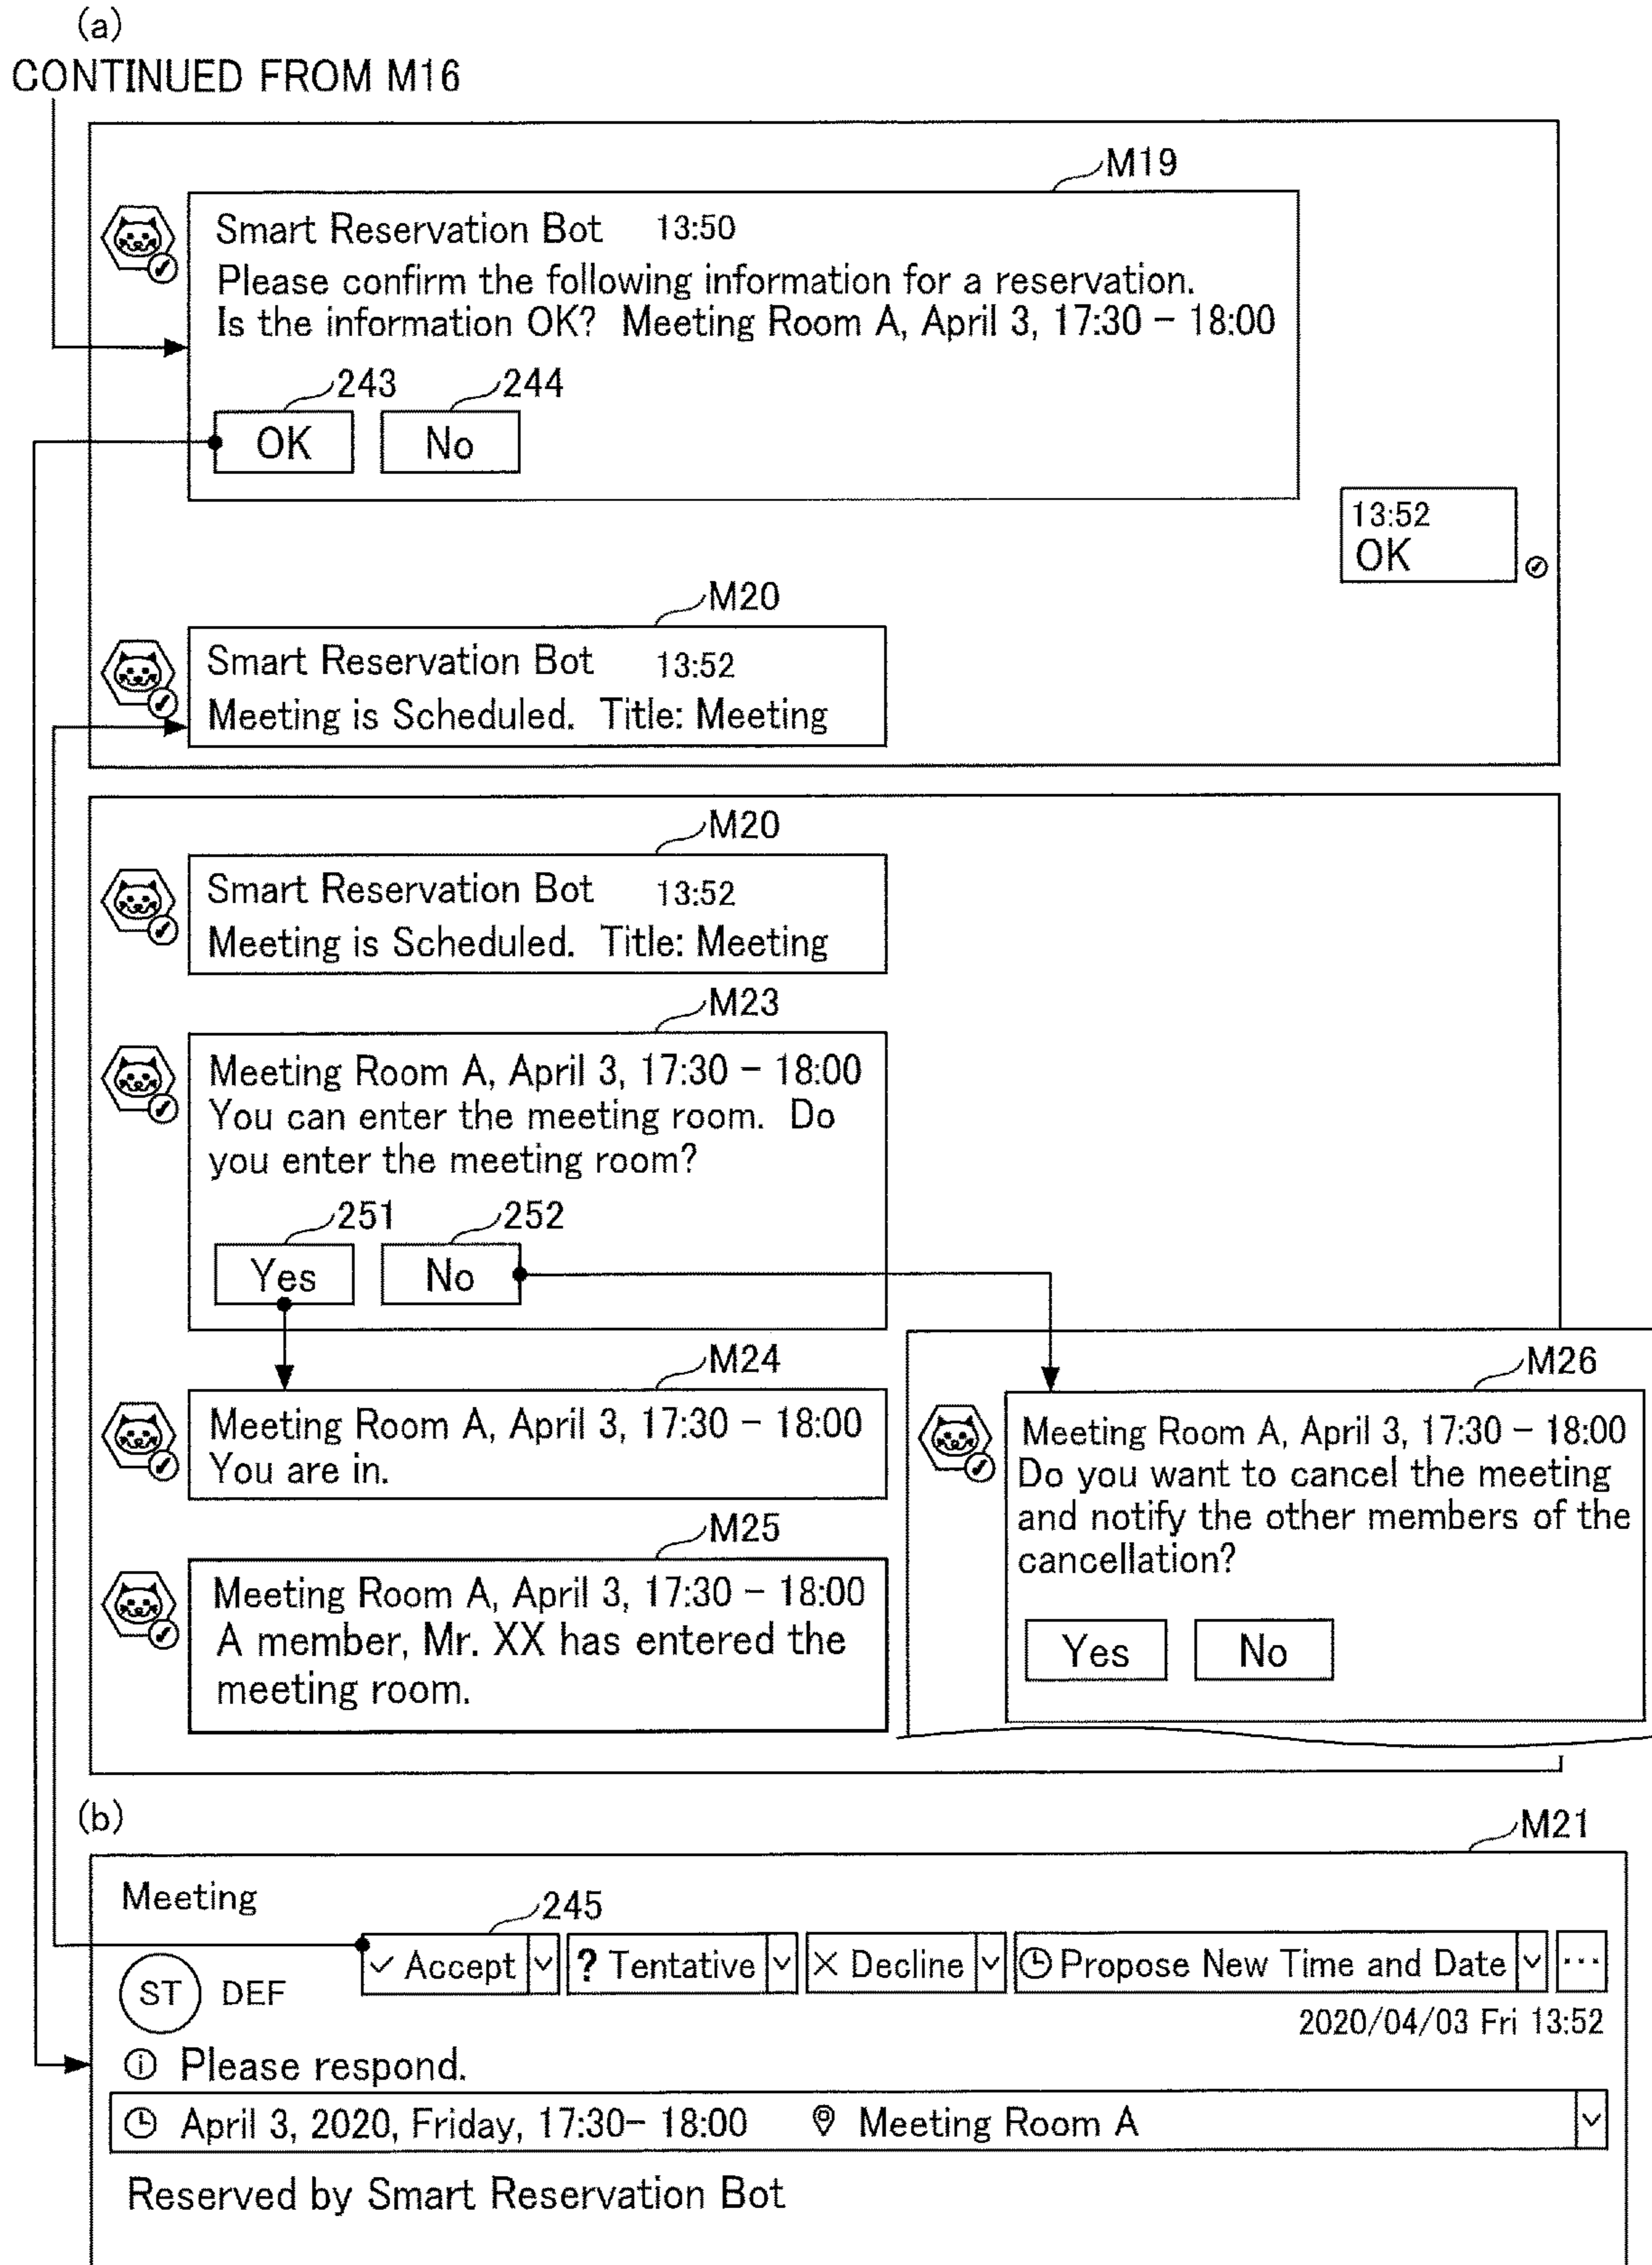 (a)
CONTINUED FROM M16
M19
Smart Reservation Bot 13:50
Please confirm the following information for a reservation.
Is the information OK? Meeting Room A, April 3, 17:30 – 18:00
243 244
OK No
13:52
OK
M20
Smart Reservation Bot 13:52
Meeting is Scheduled. Title: Meeting
M20
Smart Reservation Bot 13:52
Meeting is Scheduled. Title: Meeting
M23
Meeting Room A, April 3, 17:30 – 18:00
You can enter the meeting room. Do
you enter the meeting room?
251 252
Yes No
M24
Meeting Room A, April 3, 17:30 – 18:00
You are in.
M25
Meeting Room A, April 3, 17:30 – 18:00
A member, Mr. XX has entered the
meeting room.
M26
Meeting Room A, April 3, 17:30 – 18:00
Do you want to cancel the meeting
and notify the other members of the
cancellation?
Yes No
(b)
M21
Meeting
245
✓ Accept ? Tentative × Decline Propose New Time and Date ...
ST DEF
2020/04/03 Fri 13:52
ⓘ Please respond.
April 3, 2020, Friday, 17:30– 18:00 Meeting Room A
Reserved by Smart Reservation Bot